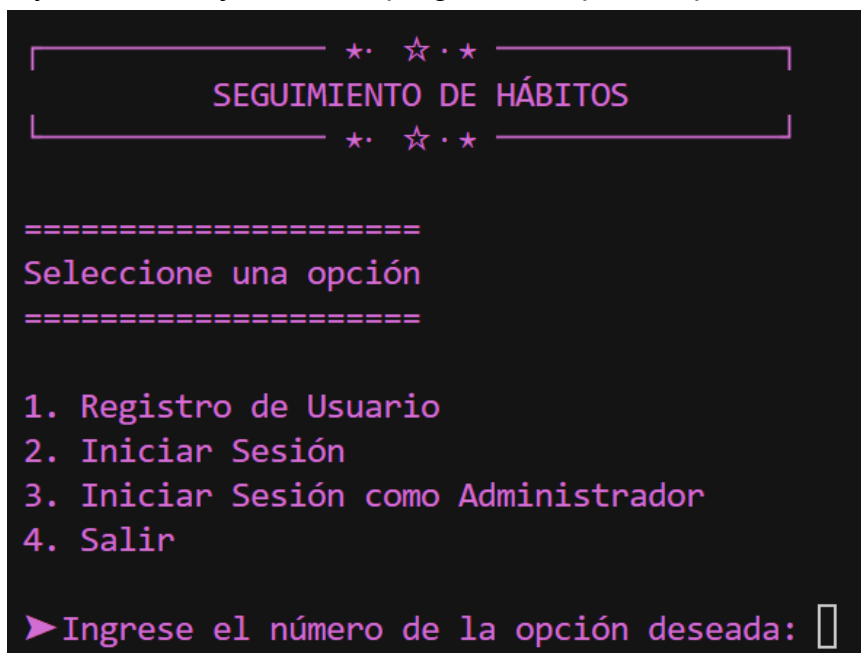 ┌─────────────── ★· ☆·★ ───────────────┐
SEGUIMIENTO DE HÁBITOS
└─────────────── ★· ☆·★ ───────────────┘
=====================
Seleccione una opción
=====================
1. Registro de Usuario
2. Iniciar Sesión
3. Iniciar Sesión como Administrador
4. Salir
➤Ingrese el número de la opción deseada: